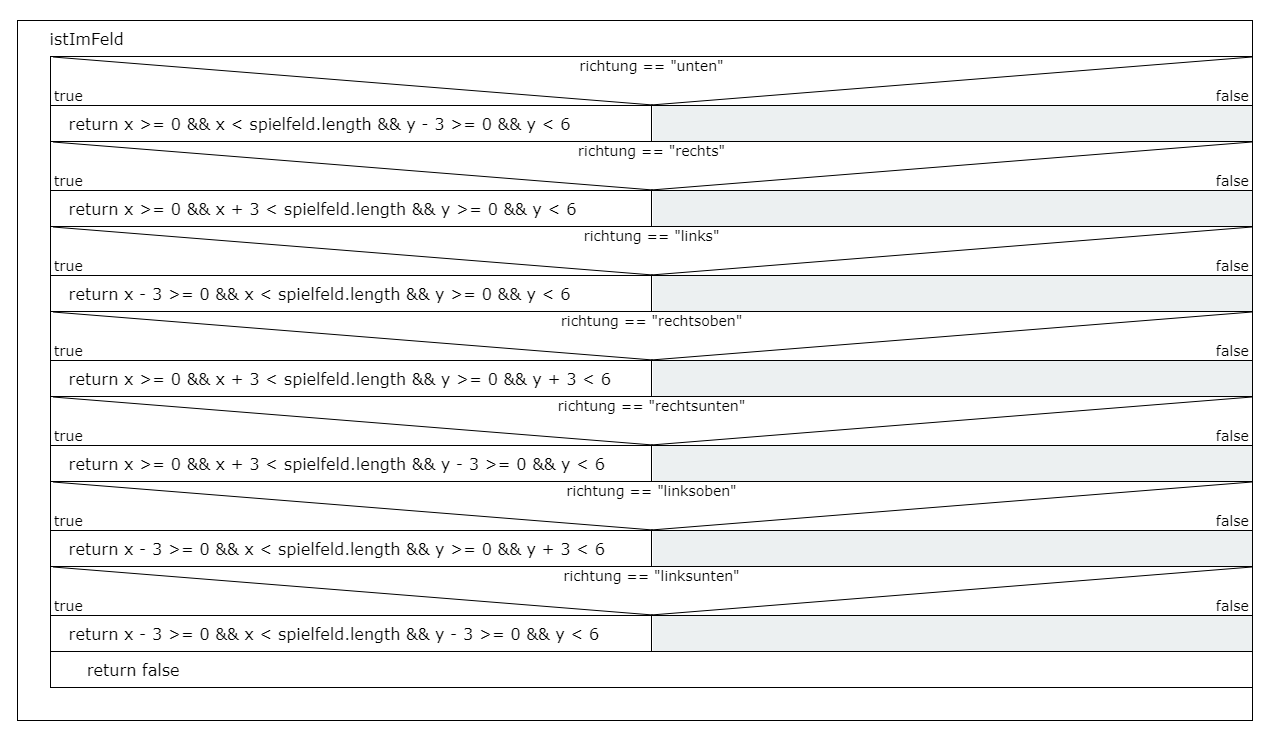 istImFeld
richtung == "unten"
true
false
return x >= 0 && x < spielfeld.length && y - 3 >= 0 && y < 6
richtung == "rechts"
true
false
return x >= 0 && x + 3 < spielfeld.length && y >= 0 && y < 6
richtung == "links"
true
false
return x - 3 >= 0 && x < spielfeld.length && y >= 0 && y < 6
richtung == "rechtsoben"
true
false
return x >= 0 && x + 3 < spielfeld.length && y >= 0 && y + 3 < 6
richtung == "rechtsunten"
true
false
return x >= 0 && x + 3 < spielfeld.length && y - 3 >= 0 && y < 6
richtung == "linksoben"
true
false
return x - 3 >= 0 && x < spielfeld.length && y >= 0 && y + 3 < 6
richtung == "linksunten"
true
false
return x - 3 >= 0 && x < spielfeld.length && y - 3 >= 0 && y < 6
return false